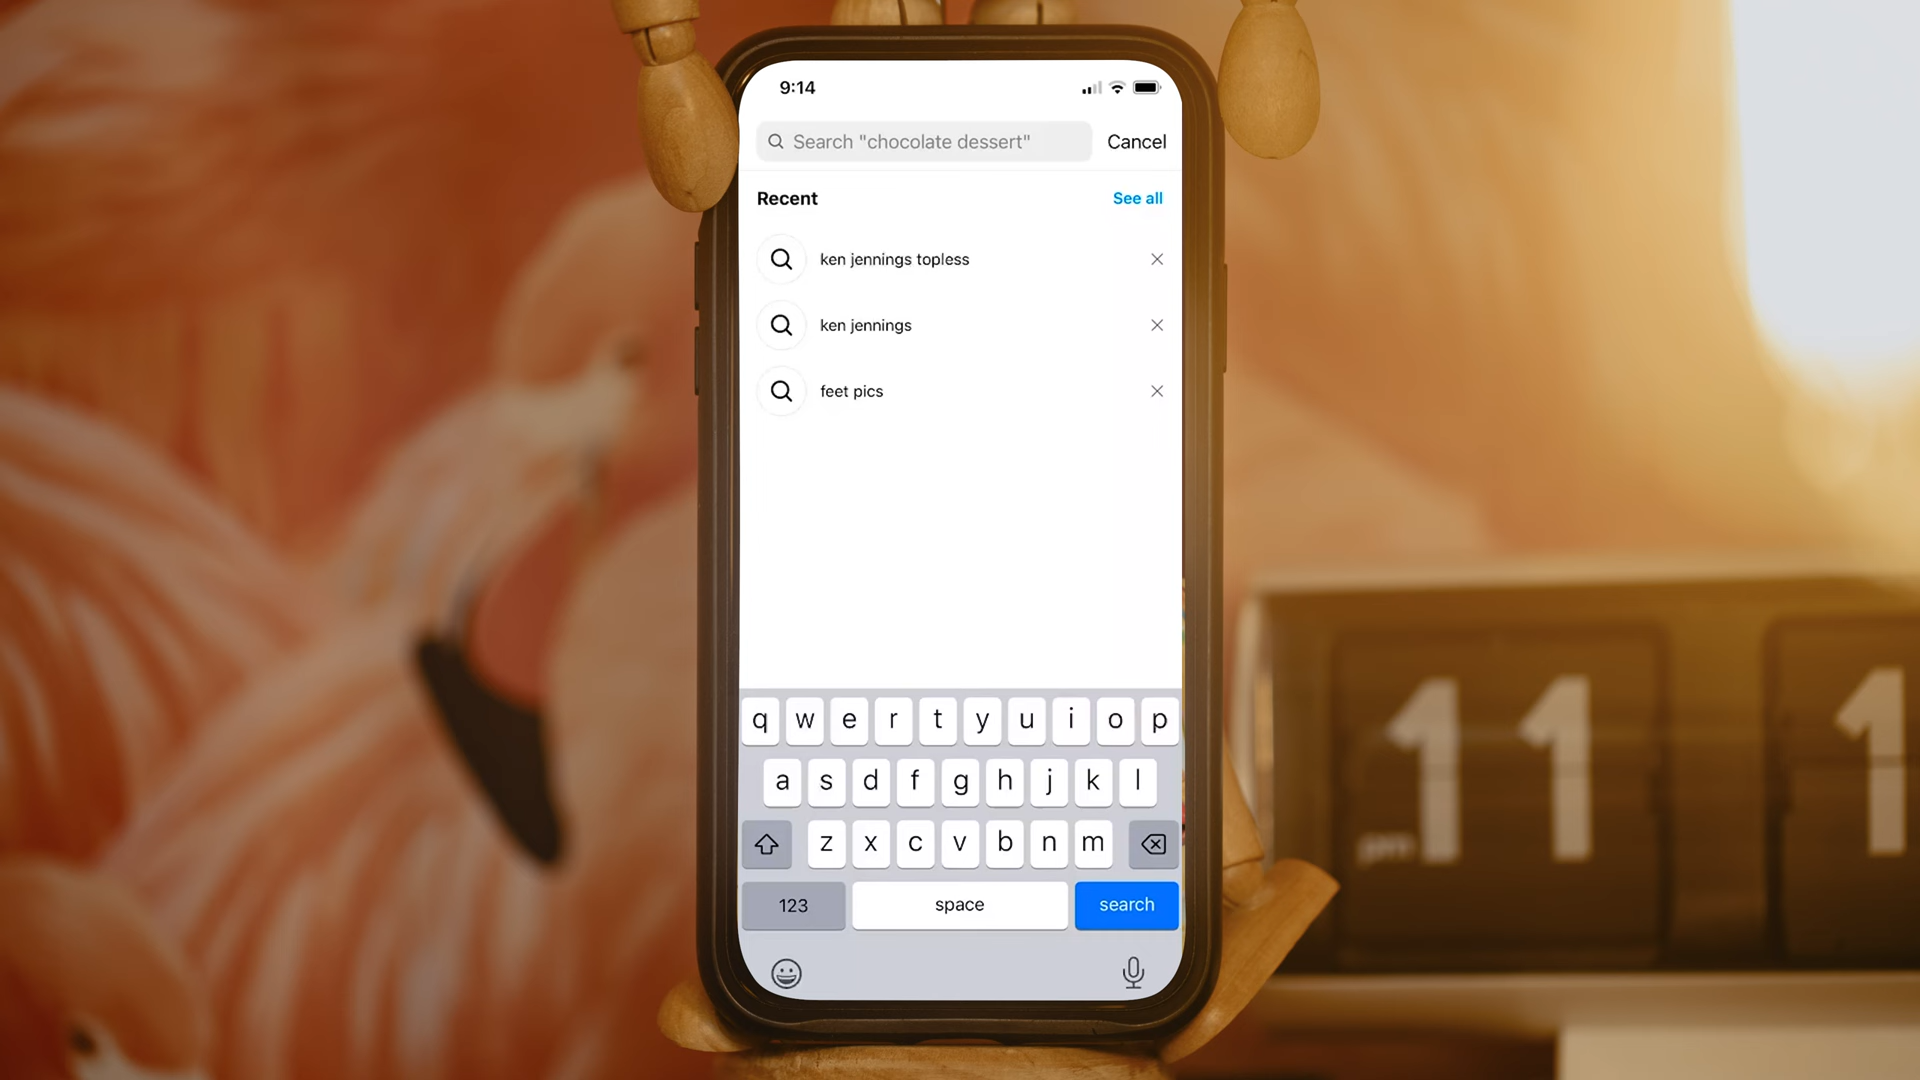 9:14
Search "chocolate dessert"
Cancel
Recent
See all
ken jennings topless
ken jennings
feet pics
q w e r t y u i o p
a s d f g h j k l
z x c v b n m
123
space
search
11
1
pm